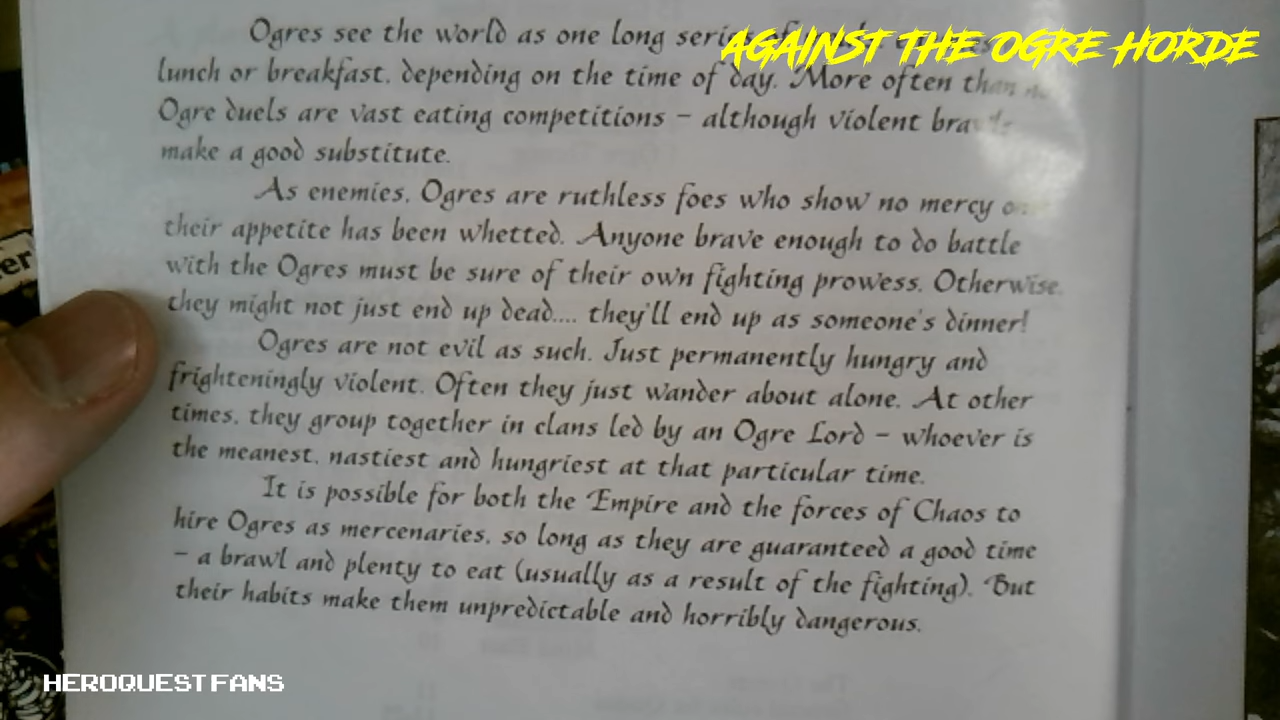 AGAINST THE OGRE HORDE
Ogres see the world as one long
lunch or breakfast, depending on the time of day. More often than
Ogre duels are vast eating competitions – although violent
make a good substitute.
As enemies, Ogres are ruthless foes who show no mercy
their appetite has been whetted. Anyone brave enough to do battle
with the Ogres must be sure of their own fighting prowess. Otherwise,
they might not just end up dead.... they'll end up as someone's dinner!
Ogres are not evil as such. Just permanently hungry and
frighteningly violent. Often they just wander about alone. At other
times, they group together in clans led by an Ogre Lord – whoever is
the meanest, nastiest and hungriest at that particular time.
It is possible for both the Empire and the forces of Chaos to
hire Ogres as mercenaries, so long as they are guaranteed a good time
– a brawl and plenty to eat (usually as a result of the fighting). But
their habits make them unpredictable and horribly dangerous.
HEROQUEST FANS